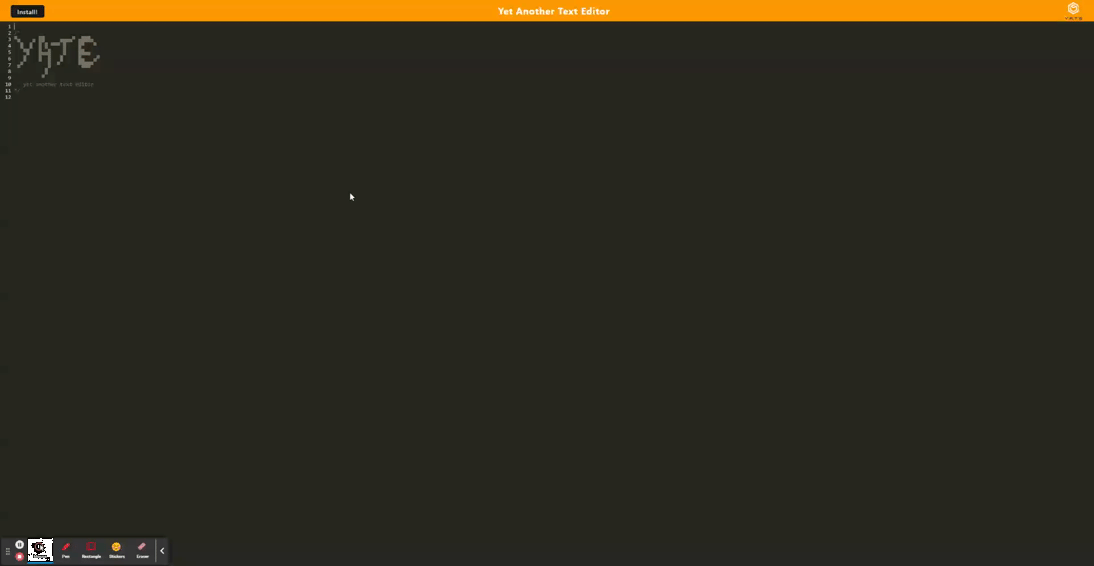 Install!
Yet Another Text Editor
YATE
1
2
3
4
5
6
7
8
9
10 yet another text editor
11
12
Pen
Rectangle
Stickers
Eraser